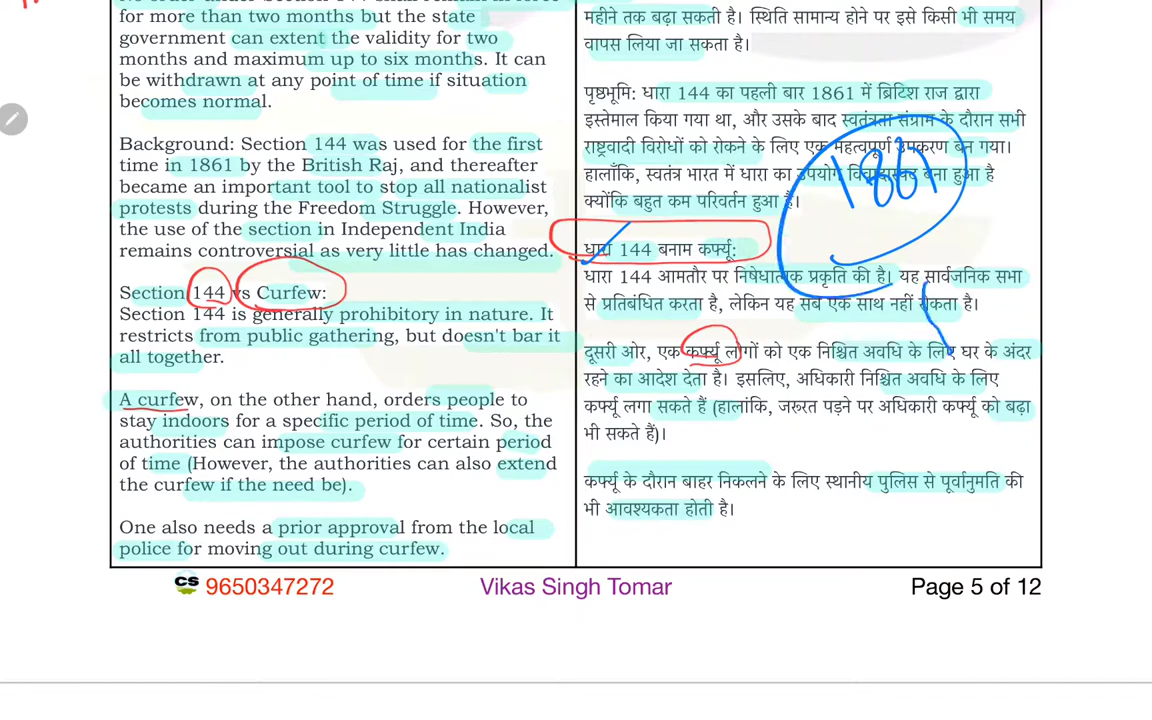 for more than two months but the state
government can extent the validity for two
months and maximum up to six months. It can
be withdrawn at any point of time if situation
becomes normal.
Background: Section 144 was used for the first
time in 1861 by the British Raj, and thereafter
became an important tool to stop all nationalist
protests during the Freedom Struggle. However,
the use of the section in Independent India
remains controversial as very little has changed.
Section 144 vs Curfew:
Section 144 is generally prohibitory in nature. It
restricts from public gathering, but doesn't bar it
all together.
A curfew, on the other hand, orders people to
stay indoors for a specific period of time. So, the
authorities can impose curfew for certain period
of time (However, the authorities can also extend
the curfew if the need be).
One also needs a prior approval from the local
police for moving out during curfew.
महीने तक बढ़ा सकती है। स्थिति सामान्य होने पर इसे किसी भी समय
वापस लिया जा सकता है।
पृष्ठभूमि: धारा 144 का पहली बार 1861 में ब्रिटिश राज द्वारा
इस्तेमाल किया गया था, और उसके बाद स्वतंत्रता संग्राम के दौरान सभी
राष्ट्रवादी विरोधों को रोकने के लिए एक महत्वपूर्ण उपकरण बन गया।
हालाँकि, स्वतंत्र भारत में धारा का उपयोग विवादास्पद बना हुआ है
क्योंकि बहुत कम परिवर्तन हुआ है।
1861
धारा 144 बनाम कर्फ्यू:
धारा 144 आमतौर पर निषेधात्मक प्रकृति की है। यह सार्वजनिक सभा
से प्रतिबंधित करता है, लेकिन यह सब एक साथ नहीं सकता है।
दूसरी ओर, एक कर्फ्यू लोगों को एक निश्चित अवधि के लिए घर के अंदर
रहने का आदेश देता है। इसलिए, अधिकारी निश्चित अवधि के लिए
कर्फ्यू लगा सकते हैं (हालांकि, जरूरत पड़ने पर अधिकारी कर्फ्यू को बढ़ा
भी सकते हैं)।
कर्फ्यू के दौरान बाहर निकलने के लिए स्थानीय पुलिस से पूर्वानुमति की
भी आवश्यकता होती है।
CS 9650347272
Vikas Singh Tomar
Page 5 of 12